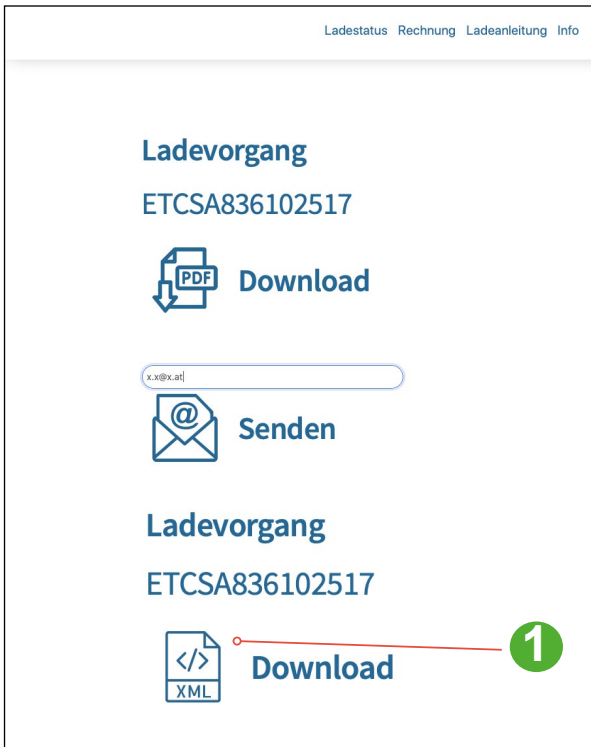 Ladestatus Rechnung Ladeanleitung Info
Ladevorgang
ETCSA836102517
PDF Download
x.x@x.at
@ Senden
Ladevorgang
ETCSA836102517
</> Download
XML
1